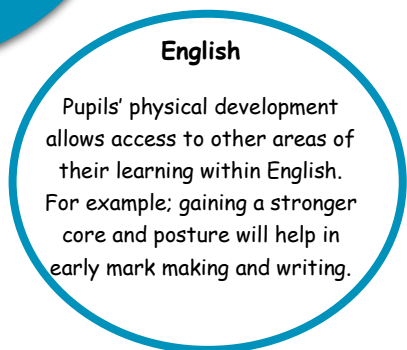 English
Pupils' physical development
allows access to other areas of
their learning within English.
For example; gaining a stronger
core and posture will help in
early mark making and writing.